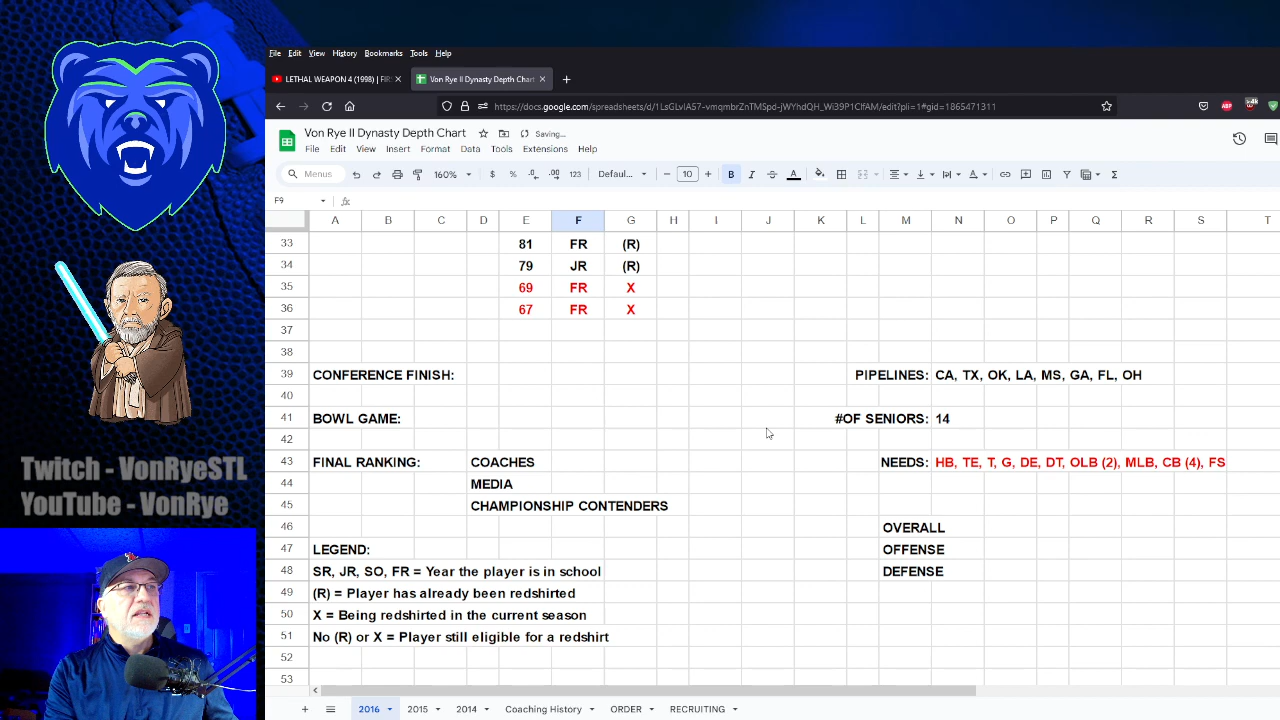 File Edit View History Bookmarks Tools Help
LETHAL WEAPON 4 (1998) | FIR
Von Rye II Dynasty Depth Chart
Von Rye II Dynasty Depth Chart Saving...
File Edit View Insert Format Data Tools Extensions Help
Menus 160% $ % .0 .00 123 Defaul... 10 B I A
F9 fx
A B C D E F G H I J K L M N O P Q R S T
33 81 FR (R)
34 79 JR (R)
35 69 FR X
36 67 FR X
37
38
39 CONFERENCE FINISH: PIPELINES: CA, TX, OK, LA, MS, GA, FL, OH
40
41 BOWL GAME: #OF SENIORS: 14
42
43 FINAL RANKING: COACHES NEEDS: HB, TE, T, G, DE, DT, OLB (2), MLB, CB (4), FS
44 MEDIA
45 CHAMPIONSHIP CONTENDERS
46 OVERALL
47 LEGEND: OFFENSE
48 SR, JR, SO, FR = Year the player is in school DEFENSE
49 (R) = Player has already been redshirted
50 X = Being redshirted in the current season
51 No (R) or X = Player still eligible for a redshirt
52
53
2016 2015 2014 Coaching History ORDER RECRUITING
Twitch - VonRyeSTL
YouTube - VonRye